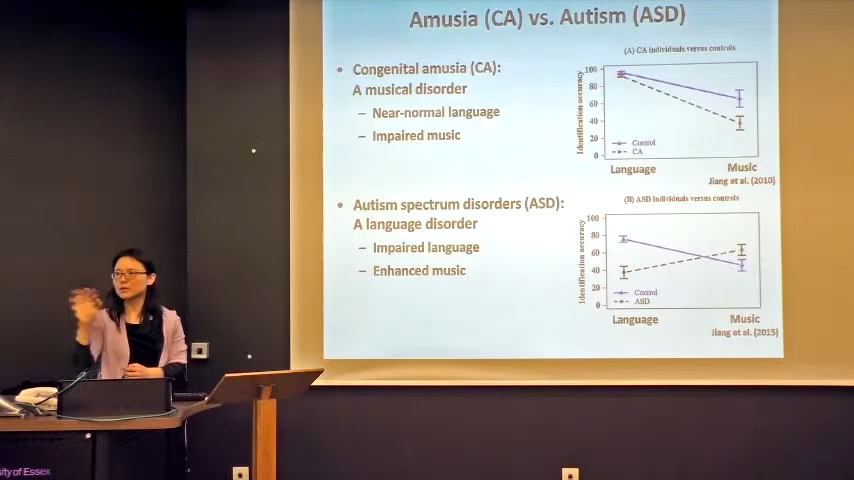 Amusia (CA) vs. Autism (ASD)
• Congenital amusia (CA):
A musical disorder
– Near-normal language
– Impaired music
(A) CA individuals versus controls
Identification accuracy
100
80
60
40
20
0
Control
CA
Language
Music
Jiang et al. (2010)
• Autism spectrum disorders (ASD):
A language disorder
– Impaired language
– Enhanced music
(B) ASD individuals versus controls
Identification accuracy
100
80
60
40
20
0
Control
ASD
Language
Music
Jiang et al. (2015)
sity of Essex